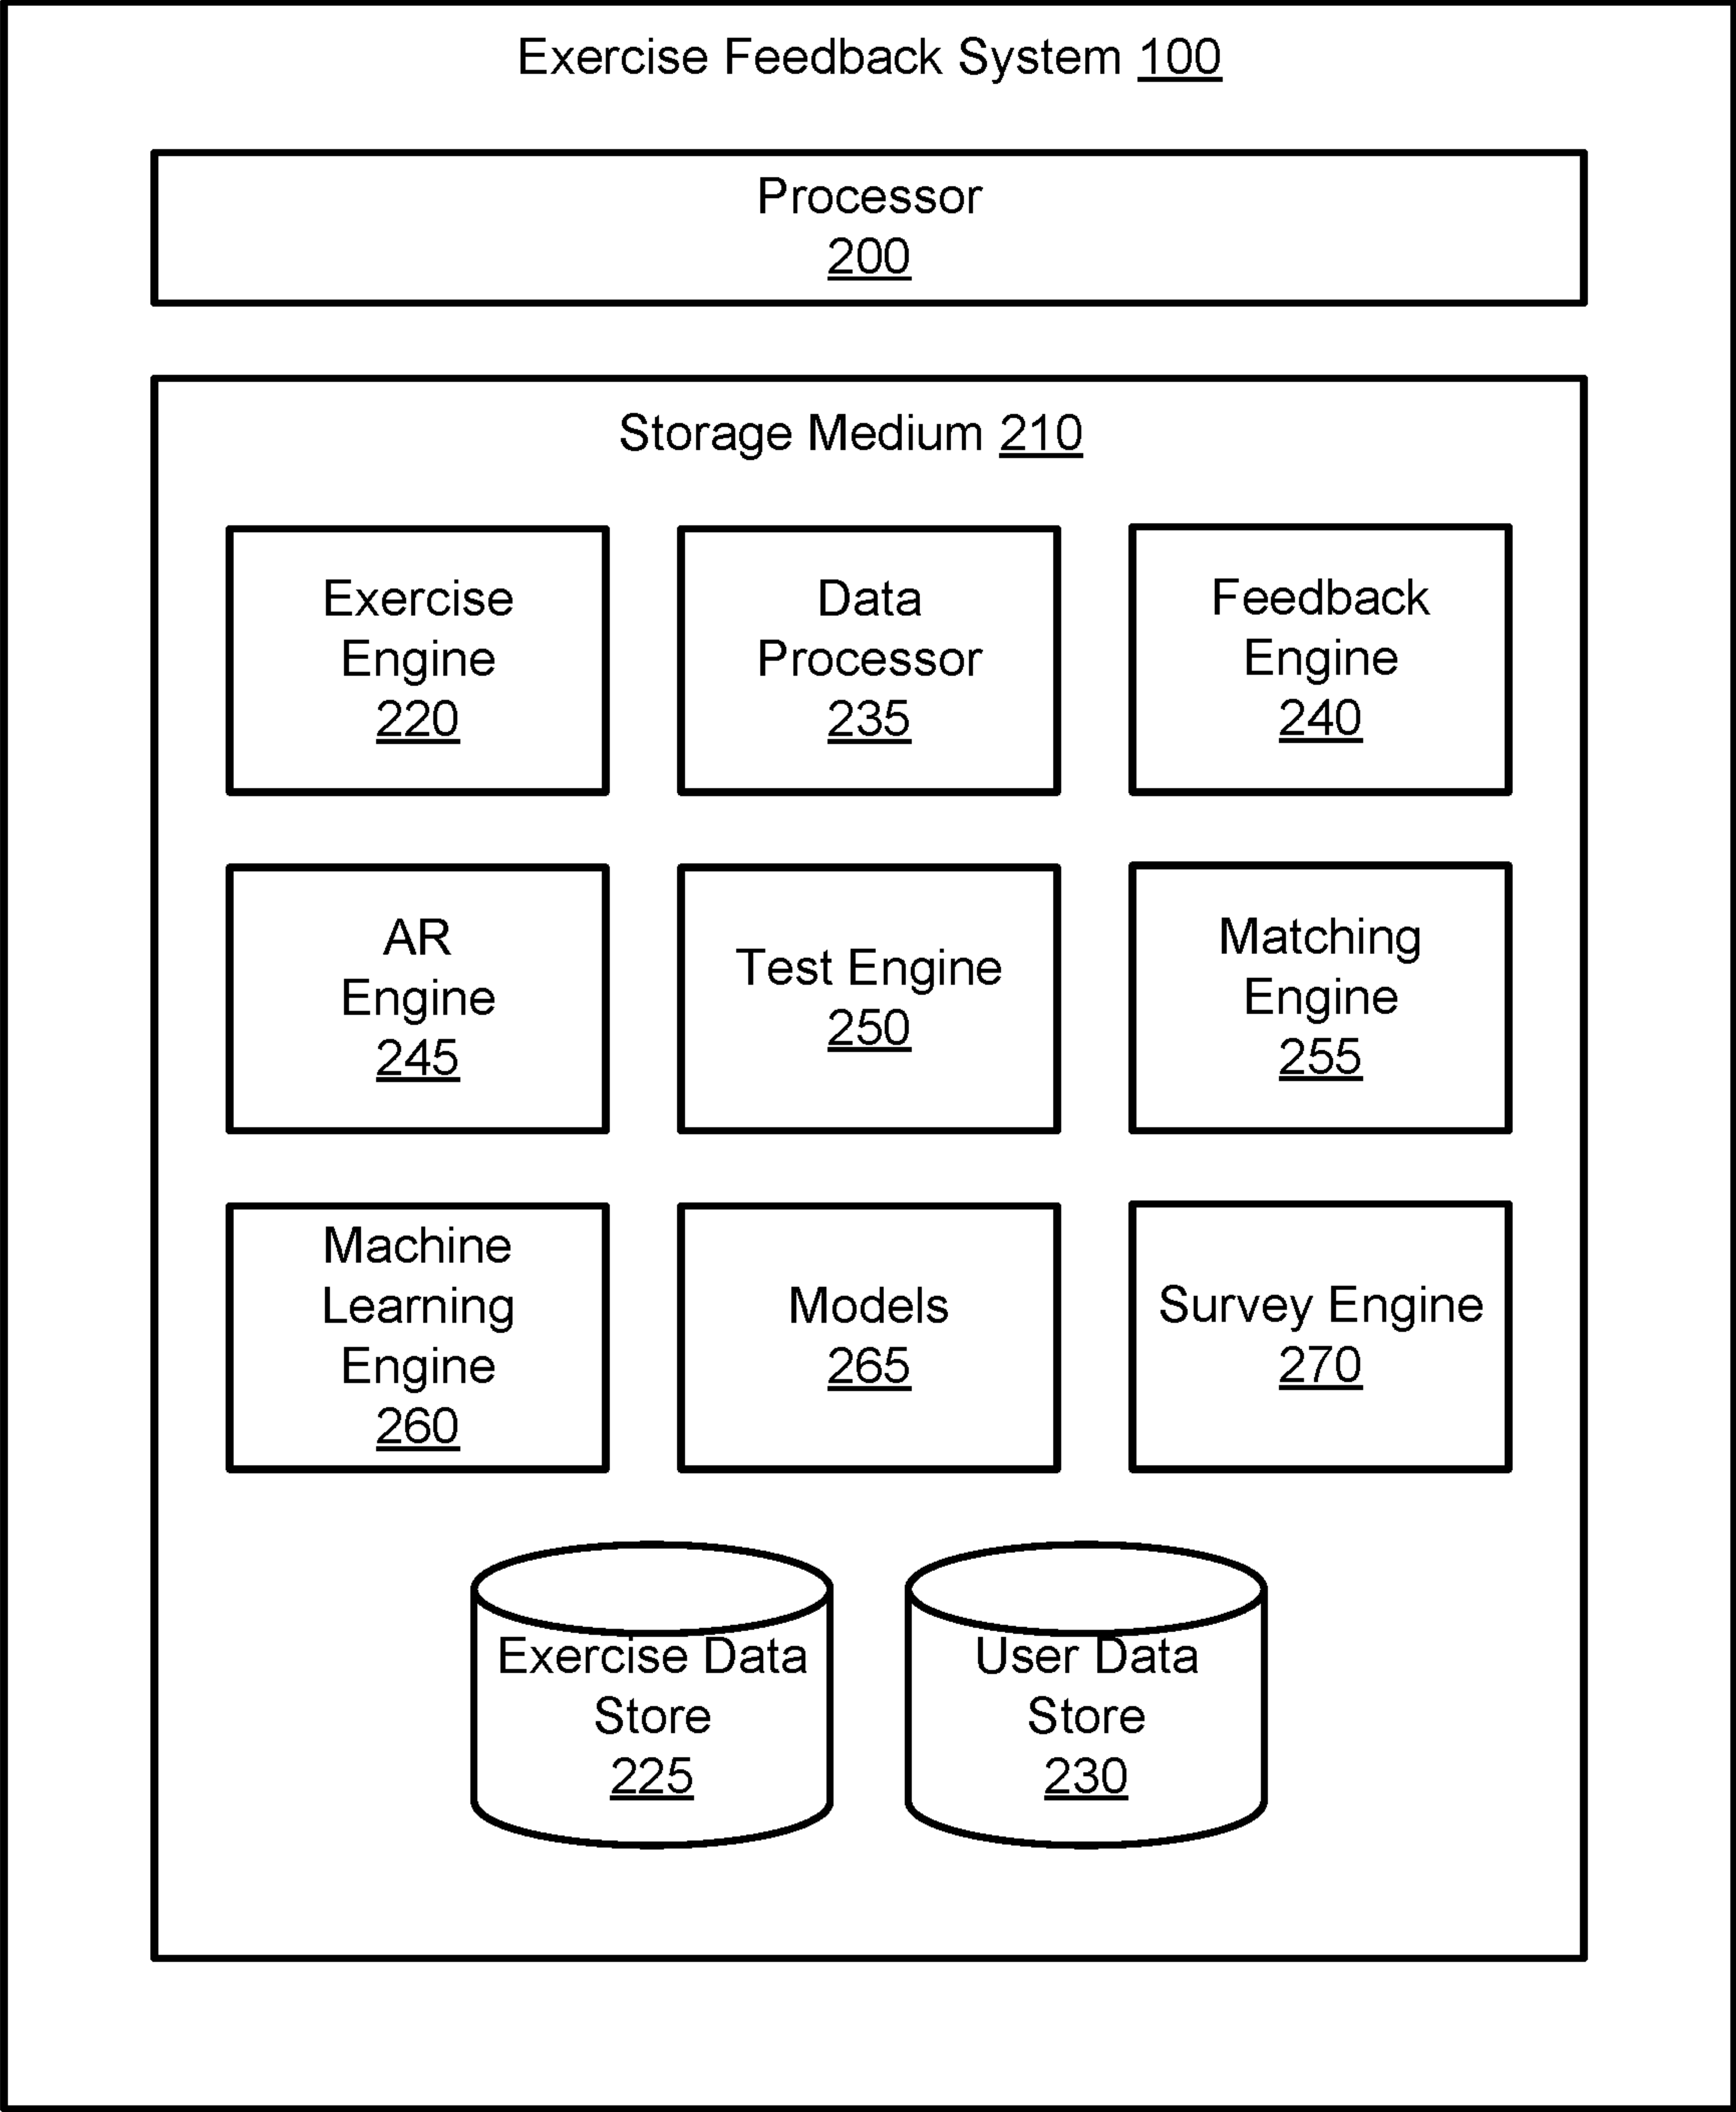 Exercise Feedback System 100
Processor
200
Storage Medium 210
Exercise
Engine
220
Data
Processor
235
Feedback
Engine
240
AR
Engine
245
Test Engine
250
Matching
Engine
255
Machine
Learning
Engine
260
Models
265
Survey Engine
270
Exercise Data
Store
225
User Data
Store
230